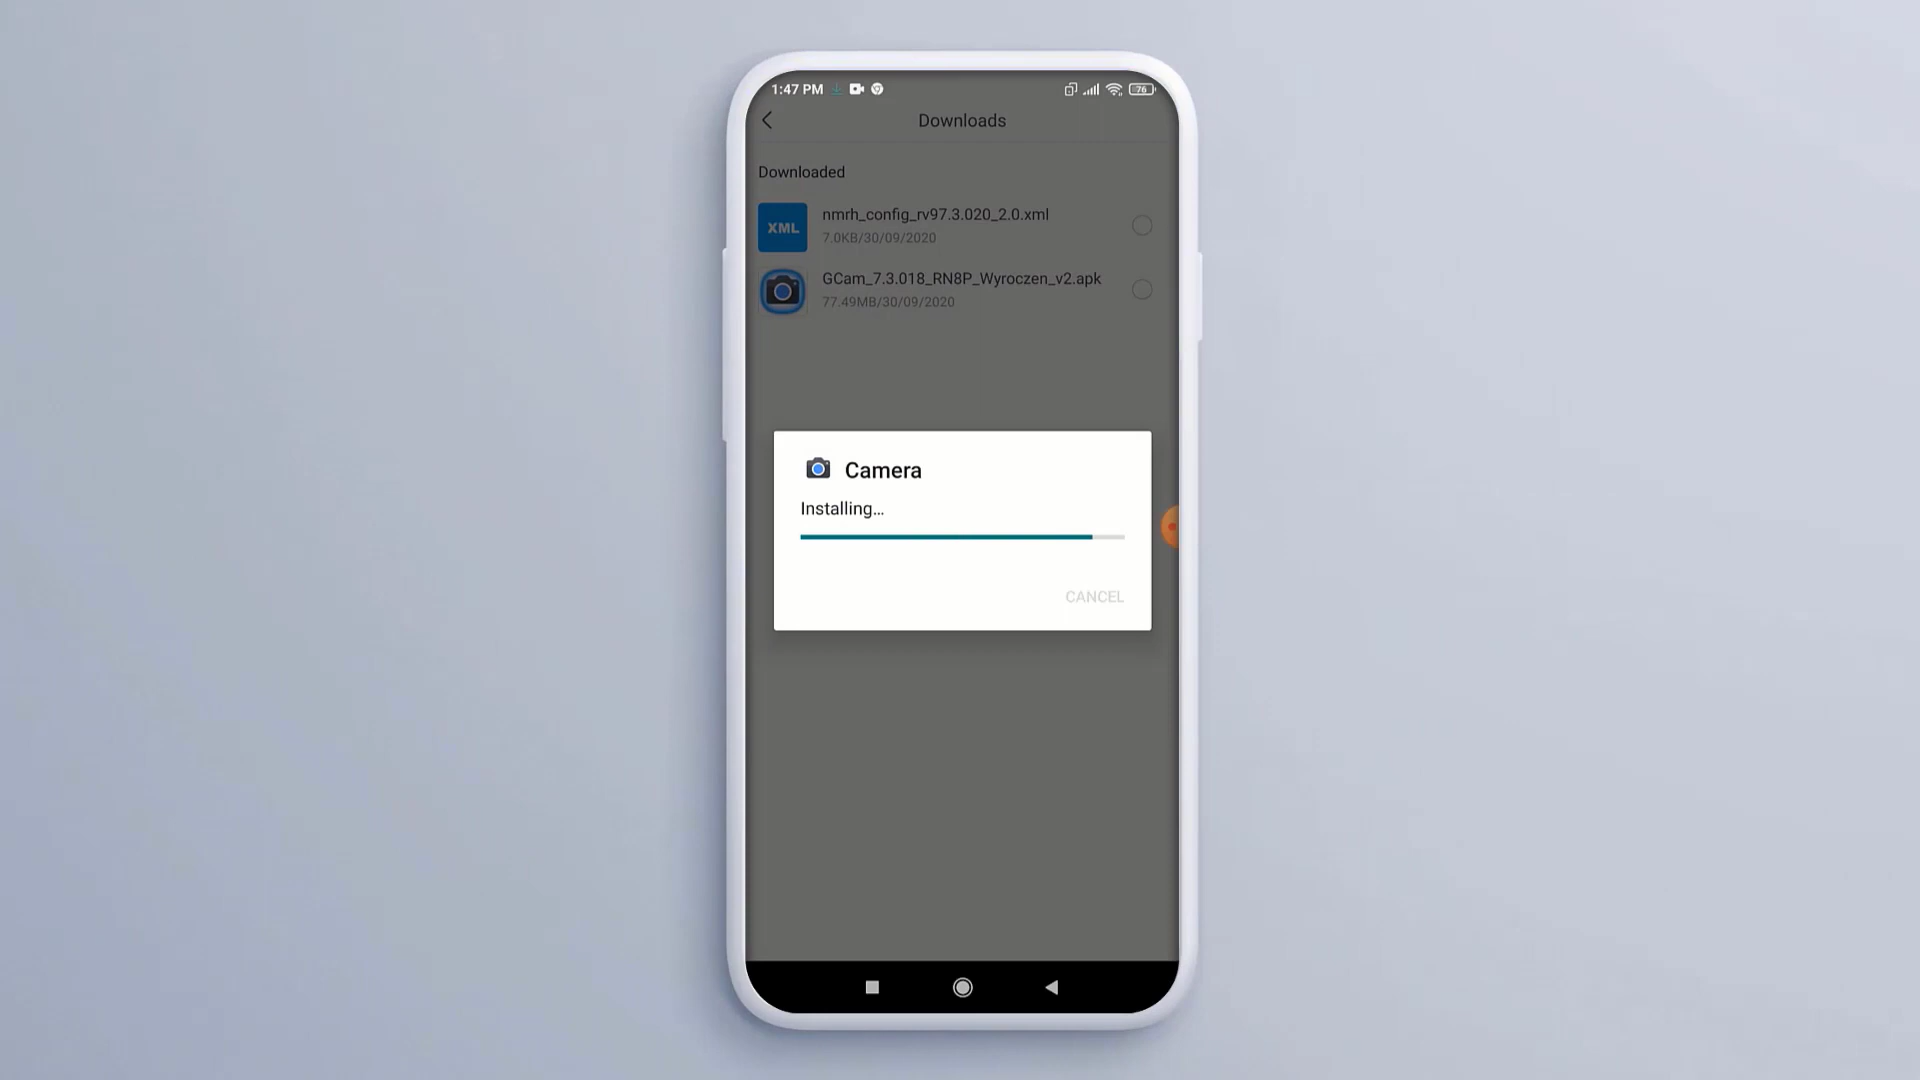 1:47 PM
76
Downloads
Downloaded
XML
nmrh_config_rv97.3.020_2.0.xml
7.0KB/30/09/2020
GCam_7.3.018_RN8P_Wyroczen_v2.apk
77.49MB/30/09/2020
Camera
Installing...
CANCEL